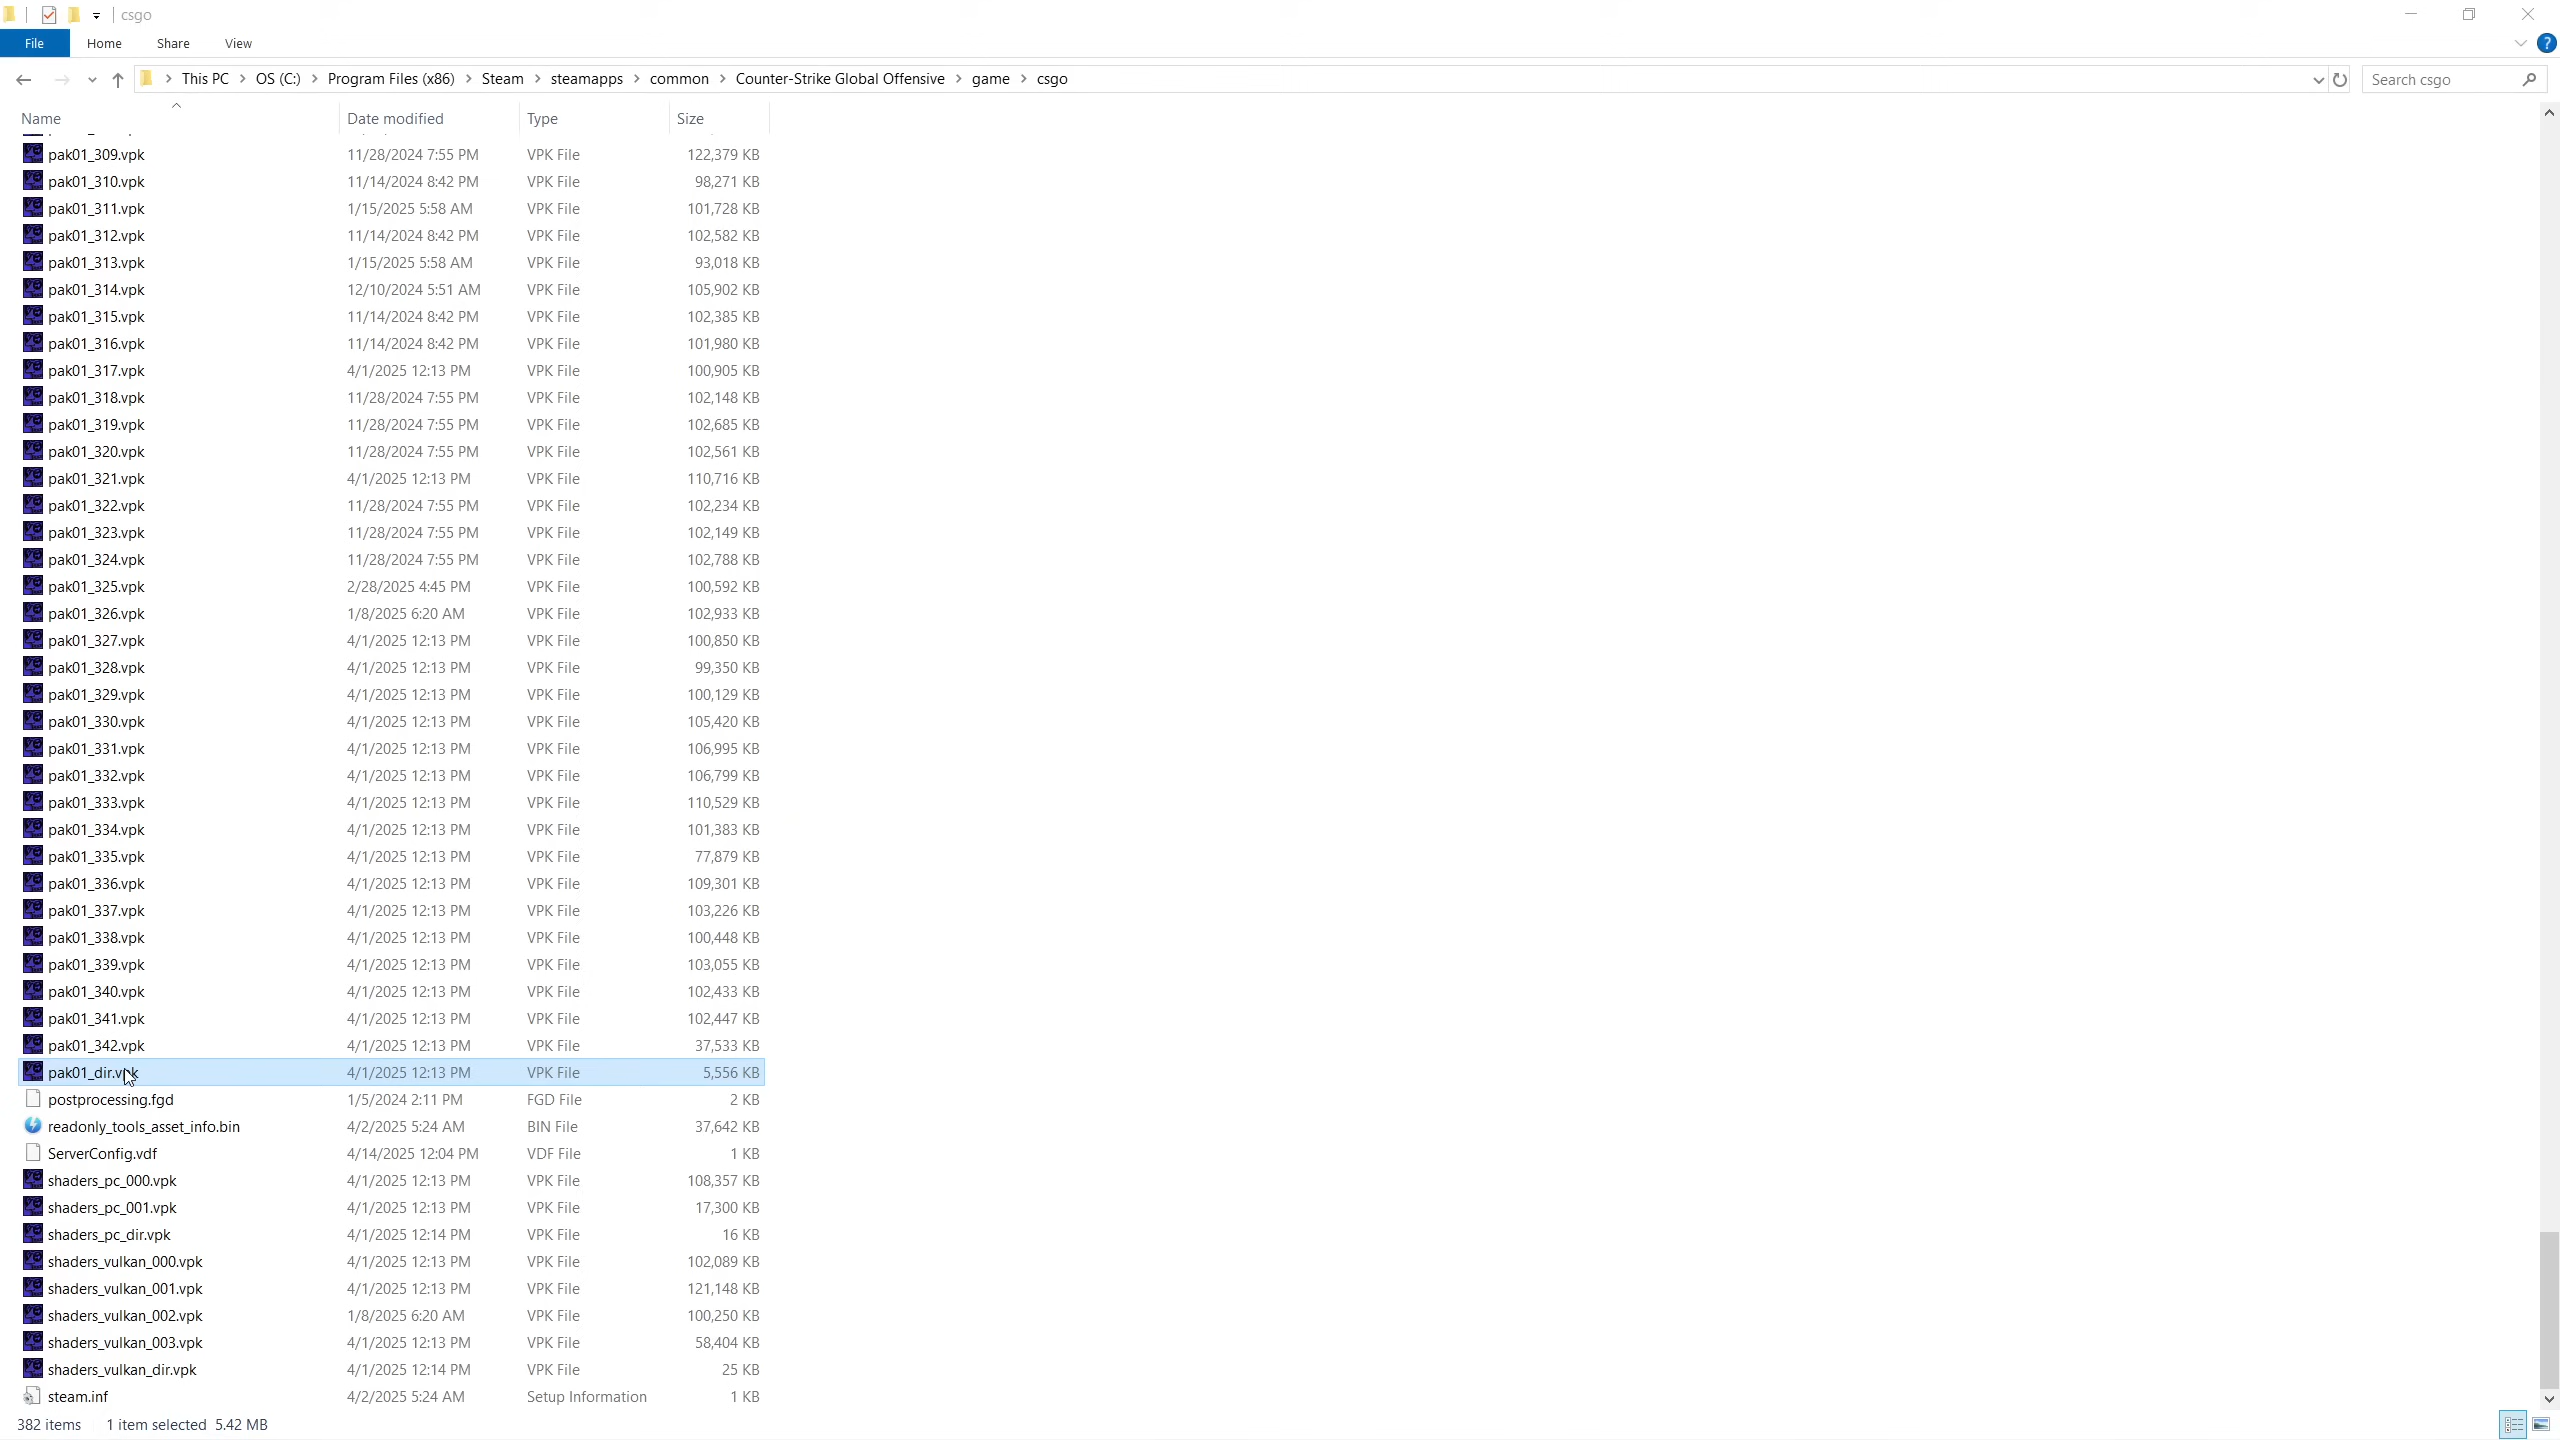 csgo
File Home Share View
This PC > OS (C:) > Program Files (x86) > Steam > steamapps > common > Counter-Strike Global Offensive > game > csgo
Search csgo
Name Date modified Type Size
pak01_309.vpk 11/28/2024 7:55 PM VPK File 122,379 KB
pak01_310.vpk 11/14/2024 8:42 PM VPK File 98,271 KB
pak01_311.vpk 1/15/2025 5:58 AM VPK File 101,728 KB
pak01_312.vpk 11/14/2024 8:42 PM VPK File 102,582 KB
pak01_313.vpk 1/15/2025 5:58 AM VPK File 93,018 KB
pak01_314.vpk 12/10/2024 5:51 AM VPK File 105,902 KB
pak01_315.vpk 11/14/2024 8:42 PM VPK File 102,385 KB
pak01_316.vpk 11/14/2024 8:42 PM VPK File 101,980 KB
pak01_317.vpk 4/1/2025 12:13 PM VPK File 100,905 KB
pak01_318.vpk 11/28/2024 7:55 PM VPK File 102,148 KB
pak01_319.vpk 11/28/2024 7:55 PM VPK File 102,685 KB
pak01_320.vpk 11/28/2024 7:55 PM VPK File 102,561 KB
pak01_321.vpk 4/1/2025 12:13 PM VPK File 110,716 KB
pak01_322.vpk 11/28/2024 7:55 PM VPK File 102,234 KB
pak01_323.vpk 11/28/2024 7:55 PM VPK File 102,149 KB
pak01_324.vpk 11/28/2024 7:55 PM VPK File 102,788 KB
pak01_325.vpk 2/28/2025 4:45 PM VPK File 100,592 KB
pak01_326.vpk 1/8/2025 6:20 AM VPK File 102,933 KB
pak01_327.vpk 4/1/2025 12:13 PM VPK File 100,850 KB
pak01_328.vpk 4/1/2025 12:13 PM VPK File 99,350 KB
pak01_329.vpk 4/1/2025 12:13 PM VPK File 100,129 KB
pak01_330.vpk 4/1/2025 12:13 PM VPK File 105,420 KB
pak01_331.vpk 4/1/2025 12:13 PM VPK File 106,995 KB
pak01_332.vpk 4/1/2025 12:13 PM VPK File 106,799 KB
pak01_333.vpk 4/1/2025 12:13 PM VPK File 110,529 KB
pak01_334.vpk 4/1/2025 12:13 PM VPK File 101,383 KB
pak01_335.vpk 4/1/2025 12:13 PM VPK File 77,879 KB
pak01_336.vpk 4/1/2025 12:13 PM VPK File 109,301 KB
pak01_337.vpk 4/1/2025 12:13 PM VPK File 103,226 KB
pak01_338.vpk 4/1/2025 12:13 PM VPK File 100,448 KB
pak01_339.vpk 4/1/2025 12:13 PM VPK File 103,055 KB
pak01_340.vpk 4/1/2025 12:13 PM VPK File 102,433 KB
pak01_341.vpk 4/1/2025 12:13 PM VPK File 102,447 KB
pak01_342.vpk 4/1/2025 12:13 PM VPK File 37,533 KB
pak01_dir.vpk 4/1/2025 12:13 PM VPK File 5,556 KB
postprocessing.fgd 1/5/2024 2:11 PM FGD File 2 KB
readonly_tools_asset_info.bin 4/2/2025 5:24 AM BIN File 37,642 KB
ServerConfig.vdf 4/14/2025 12:04 PM VDF File 1 KB
shaders_pc_000.vpk 4/1/2025 12:13 PM VPK File 108,357 KB
shaders_pc_001.vpk 4/1/2025 12:13 PM VPK File 17,300 KB
shaders_pc_dir.vpk 4/1/2025 12:14 PM VPK File 16 KB
shaders_vulkan_000.vpk 4/1/2025 12:13 PM VPK File 102,089 KB
shaders_vulkan_001.vpk 4/1/2025 12:13 PM VPK File 121,148 KB
shaders_vulkan_002.vpk 1/8/2025 6:20 AM VPK File 100,250 KB
shaders_vulkan_003.vpk 4/1/2025 12:13 PM VPK File 58,404 KB
shaders_vulkan_dir.vpk 4/1/2025 12:14 PM VPK File 25 KB
steam.inf 4/2/2025 5:24 AM Setup Information 1 KB
382 items 1 item selected 5.42 MB